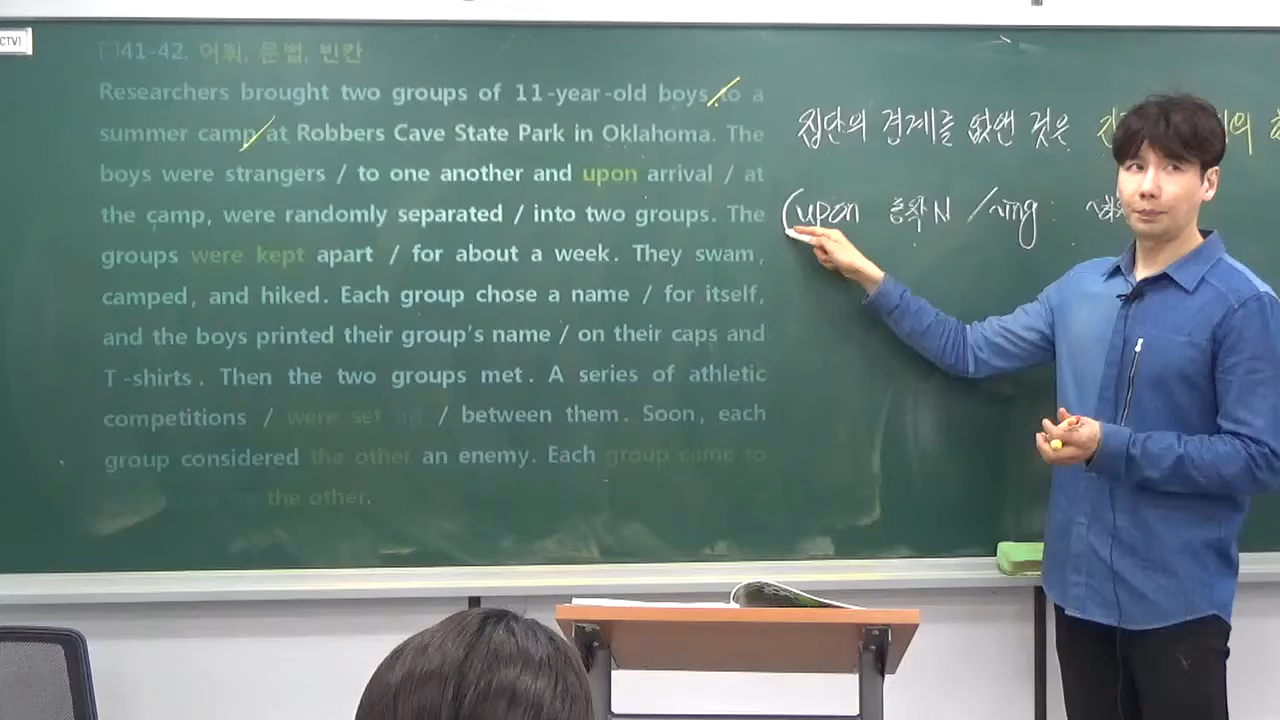 CTV)
□41-42. 어휘, 문법, 빈칸
Researchers brought two groups of 11-year-old boys / to a
summer camp / at Robbers Cave State Park in Oklahoma. The
boys were strangers / to one another and upon arrival / at
the camp, were randomly separated / into two groups. The
groups were kept apart / for about a week. They swam,
camped, and hiked. Each group chose a name / for itself,
and the boys printed their group's name / on their caps and
T-shirts. Then the two groups met. A series of athletic
competitions / were set up / between them. Soon, each
group considered the other an enemy. Each group came to
the other.
집단의 경계를 없앤 것은
(upon 동작N /~ing :